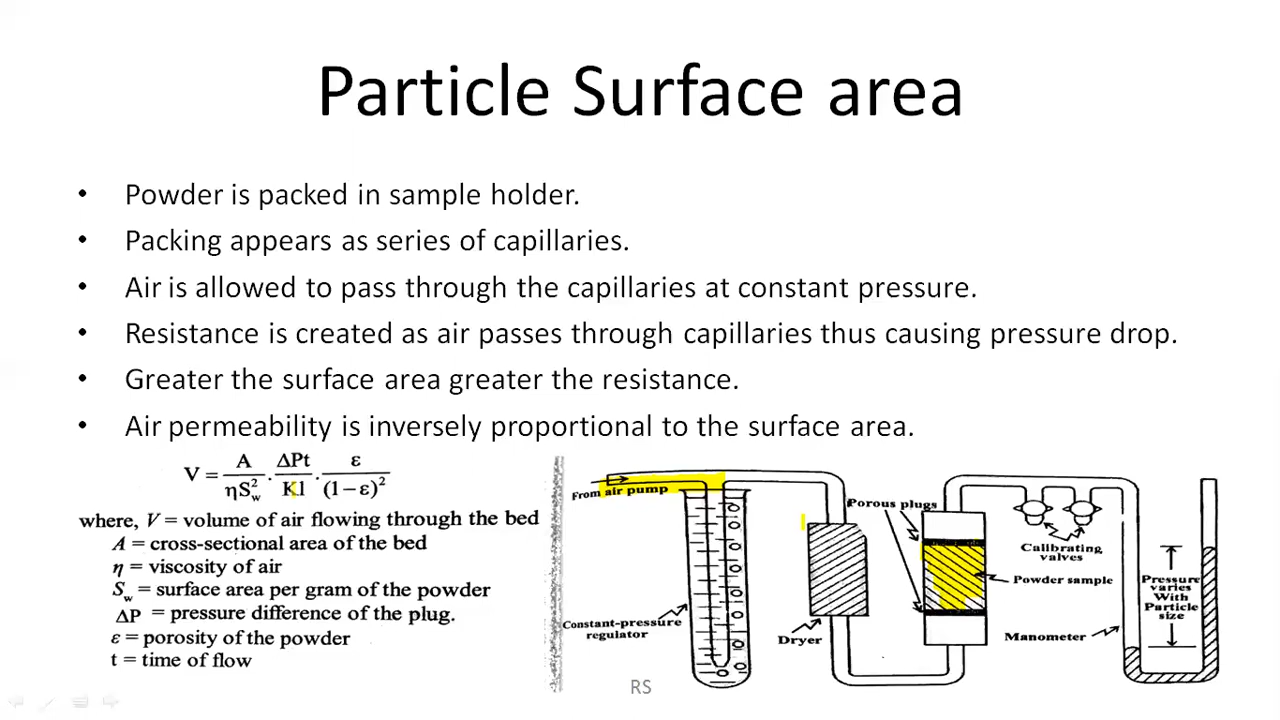 Particle Surface area
• Powder is packed in sample holder.
• Packing appears as series of capillaries.
• Air is allowed to pass through the capillaries at constant pressure.
• Resistance is created as air passes through capillaries thus causing pressure drop.
• Greater the surface area greater the resistance.
• Air permeability is inversely proportional to the surface area.
V = A/ηS²w · ΔPt/Kl · ε/(1 − ε)²
where, V = volume of air flowing through the bed
A = cross-sectional area of the bed
η = viscosity of air
Sw = surface area per gram of the powder
ΔP = pressure difference of the plug.
ε = porosity of the powder
t = time of flow
From air pump
Constant-pressure
regulator
Dryer
Porous plugs
Calibrating
valves
Powder sample
Manometer
Pressure
varies
With
Particle
size
RS